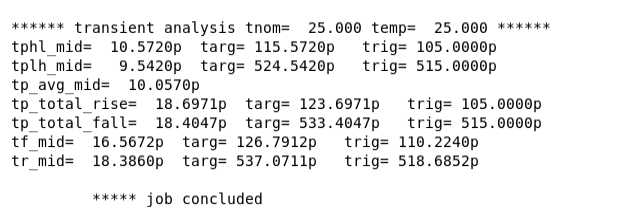 ****** transient analysis tnom=  25.000 temp=  25.000 ******
tphl_mid=  10.5720p  targ= 115.5720p   trig= 105.0000p
tplh_mid=   9.5420p  targ= 524.5420p   trig= 515.0000p
tp_avg_mid=  10.0570p
tp_total_rise=  18.6971p  targ= 123.6971p   trig= 105.0000p
tp_total_fall=  18.4047p  targ= 533.4047p   trig= 515.0000p
tf_mid=  16.5672p  targ= 126.7912p   trig= 110.2240p
tr_mid=  18.3860p  targ= 537.0711p   trig= 518.6852p
***** job concluded